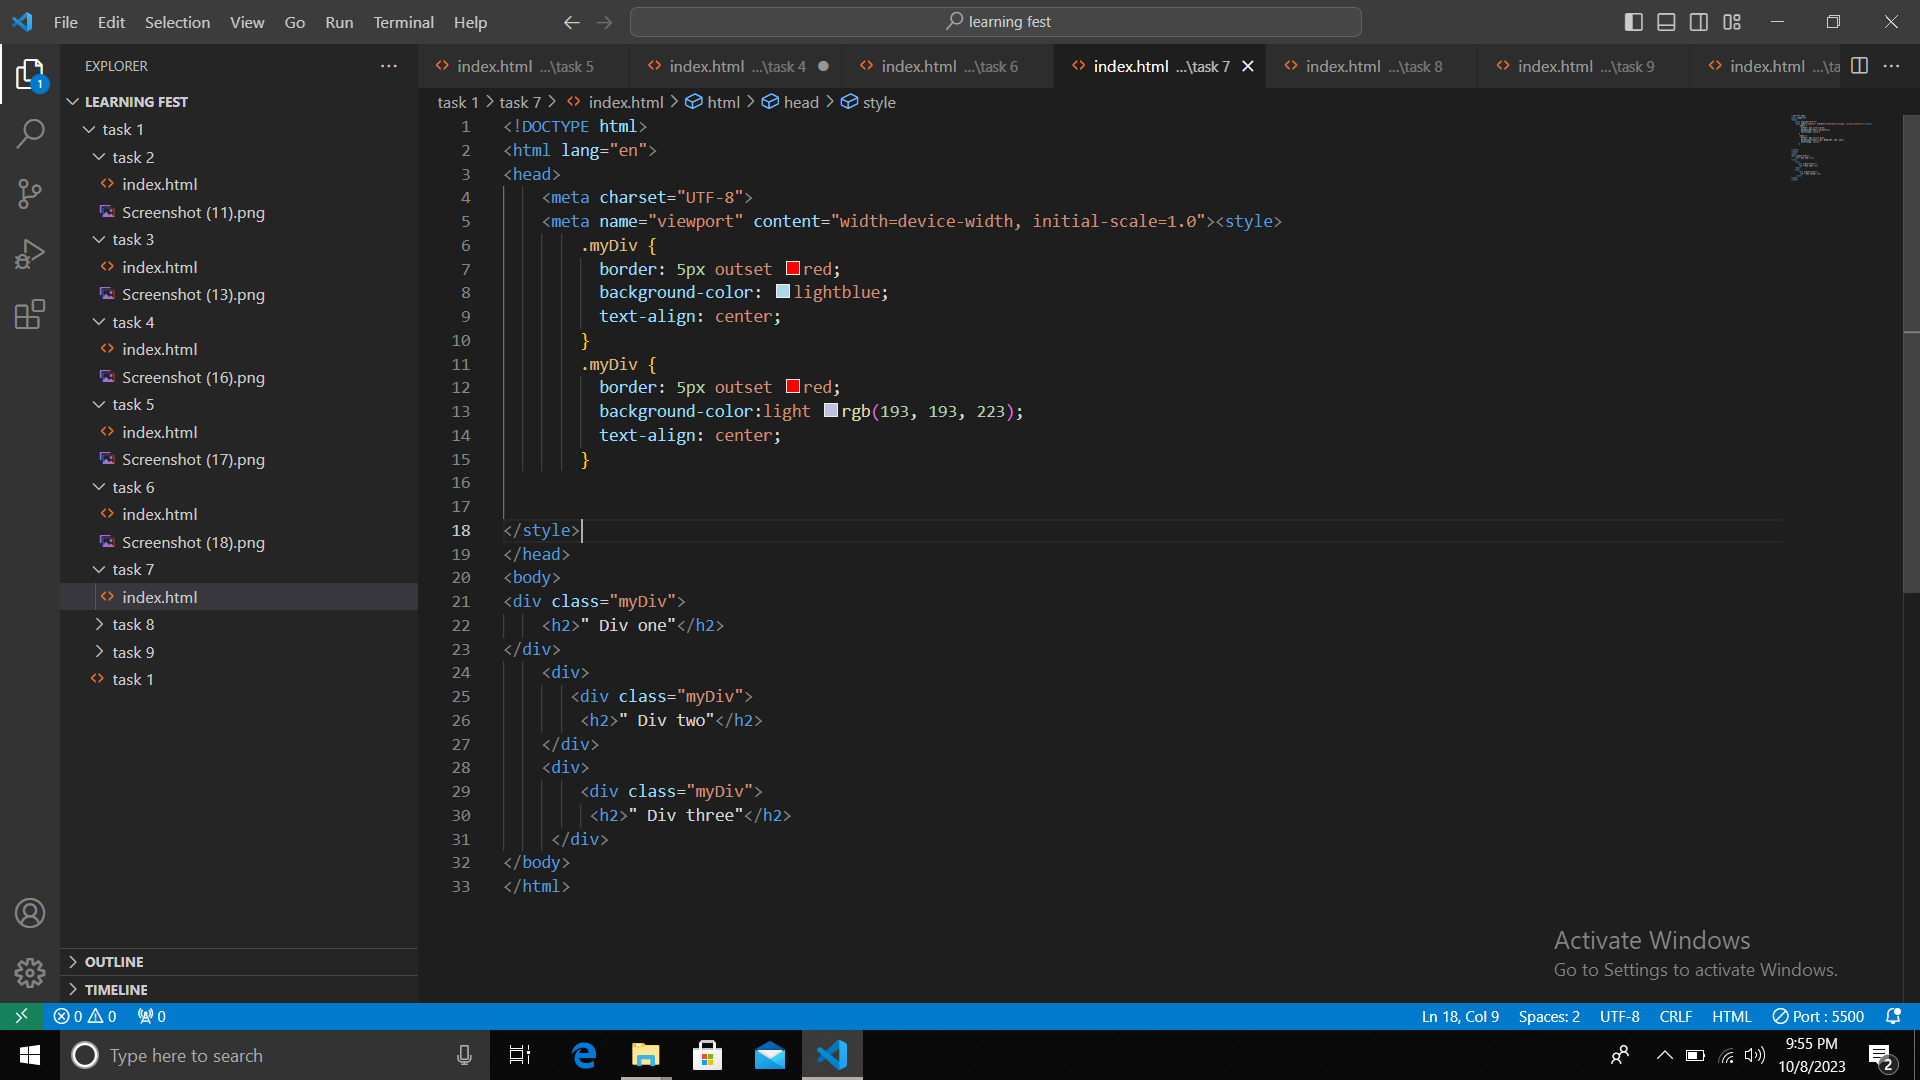 File Edit Selection View Go Run Terminal Help
learning fest
EXPLORER
LEARNING FEST
task 1
task 2
index.html
Screenshot (11).png
task 3
index.html
Screenshot (13).png
task 4
index.html
Screenshot (16).png
task 5
index.html
Screenshot (17).png
task 6
index.html
Screenshot (18).png
task 7
index.html
task 8
task 9
task 1
OUTLINE
TIMELINE
index.html ...\task 5
index.html ...\task 4
index.html ...\task 6
index.html ...\task 7
index.html ...\task 8
index.html ...\task 9
index.html ...\ta
task 1 > task 7 > index.html > html > head > style
1 <!DOCTYPE html>
2 <html lang="en">
3 <head>
4 <meta charset="UTF-8">
5 <meta name="viewport" content="width=device-width, initial-scale=1.0"><style>
6 .myDiv {
7 border: 5px outset red;
8 background-color: lightblue;
9 text-align: center;
10 }
11 .myDiv {
12 border: 5px outset red;
13 background-color:light rgb(193, 193, 223);
14 text-align: center;
15 }
16
17
18 </style>
19 </head>
20 <body>
21 <div class="myDiv">
22 <h2>" Div one"</h2>
23 </div>
24 <div>
25 <div class="myDiv">
26 <h2>" Div two"</h2>
27 </div>
28 <div>
29 <div class="myDiv">
30 <h2>" Div three"</h2>
31 </div>
32 </body>
33 </html>
Activate Windows
Go to Settings to activate Windows.
1
0 0 0
Ln 18, Col 9 Spaces: 2 UTF-8 CRLF HTML Port : 5500
Type here to search
9:55 PM
10/8/2023
2